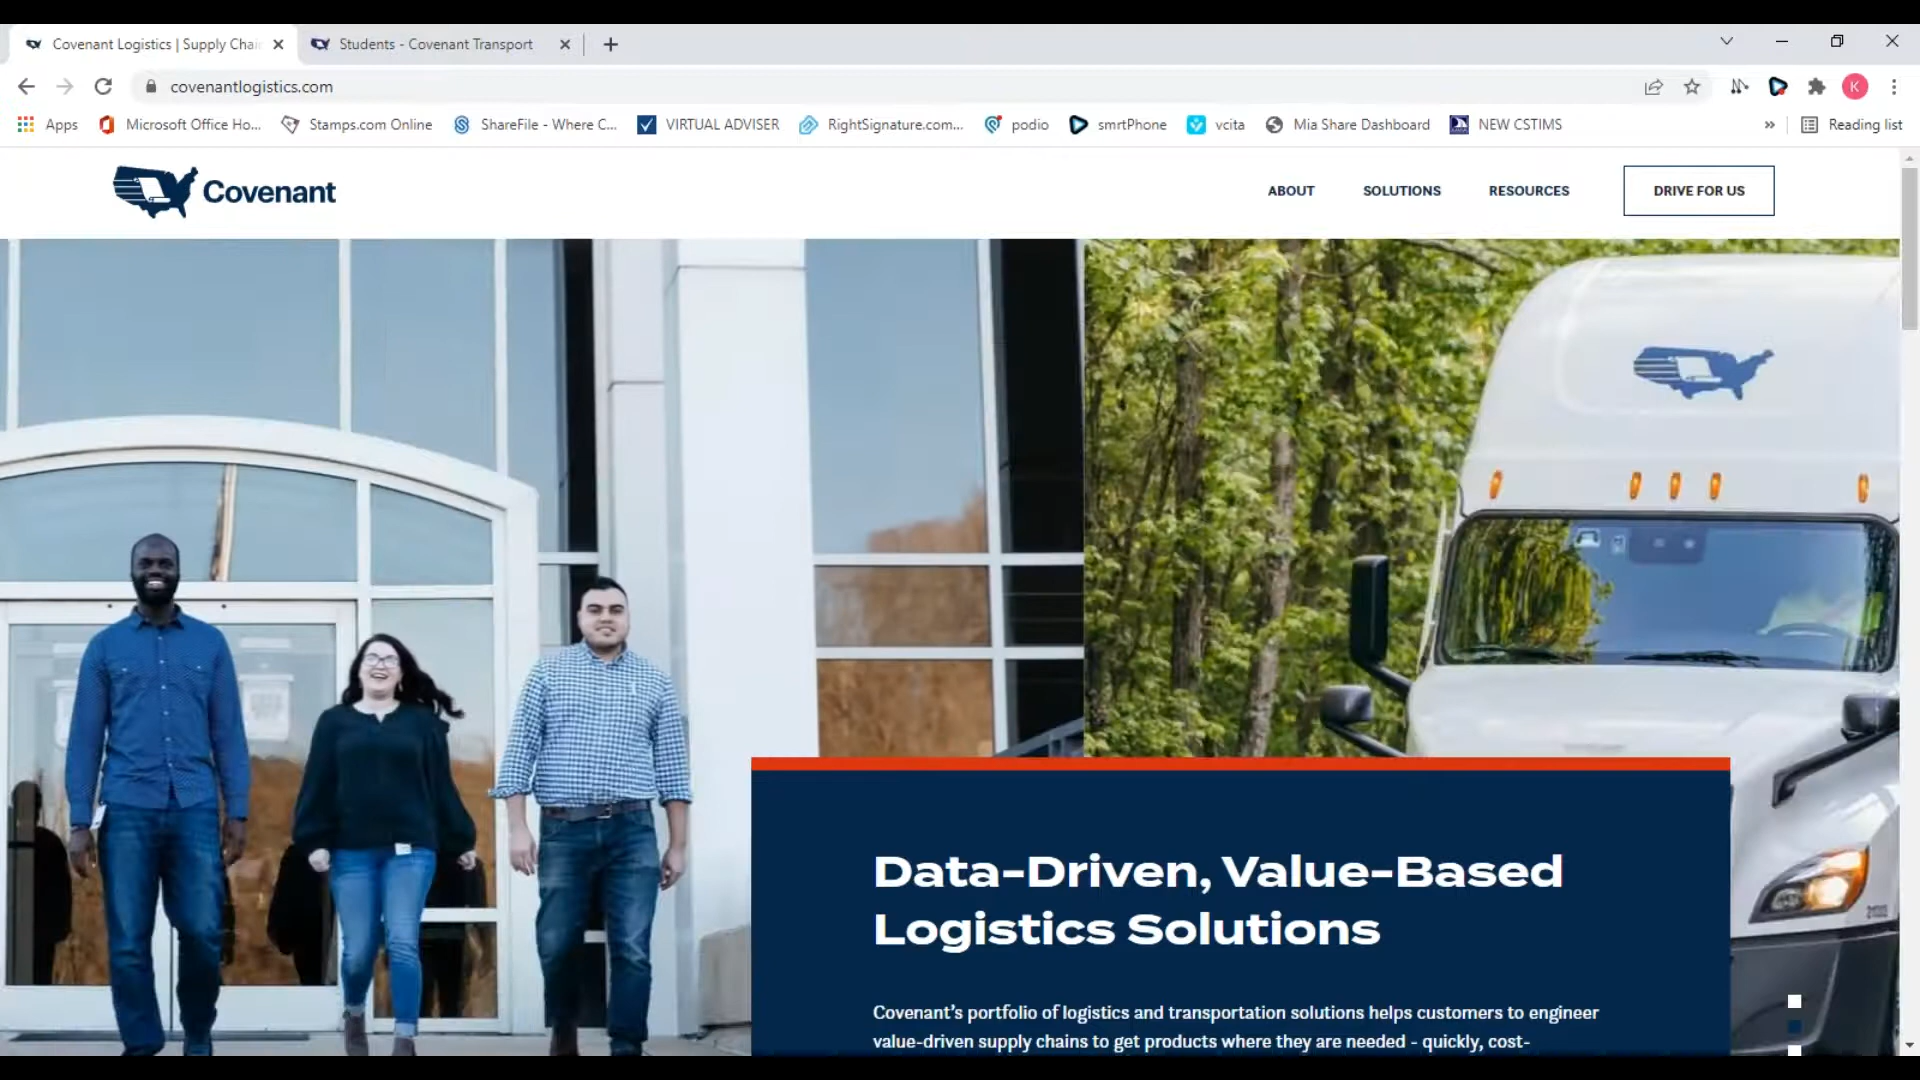 Covenant Logistics | Supply Chai
Students - Covenant Transport
covenantlogistics.com
K
Apps
Microsoft Office Ho...
Stamps.com Online
ShareFile - Where C...
VIRTUAL ADVISER
RightSignature.com...
podio
smrtPhone
vcita
Mia Share Dashboard
NEW CSTIMS
»
Reading list
Covenant
ABOUT
SOLUTIONS
RESOURCES
DRIVE FOR US
Data-Driven, Value-Based
Logistics Solutions
Covenant's portfolio of logistics and transportation solutions helps customers to engineer
value-driven supply chains to get products where they are needed - quickly, cost-